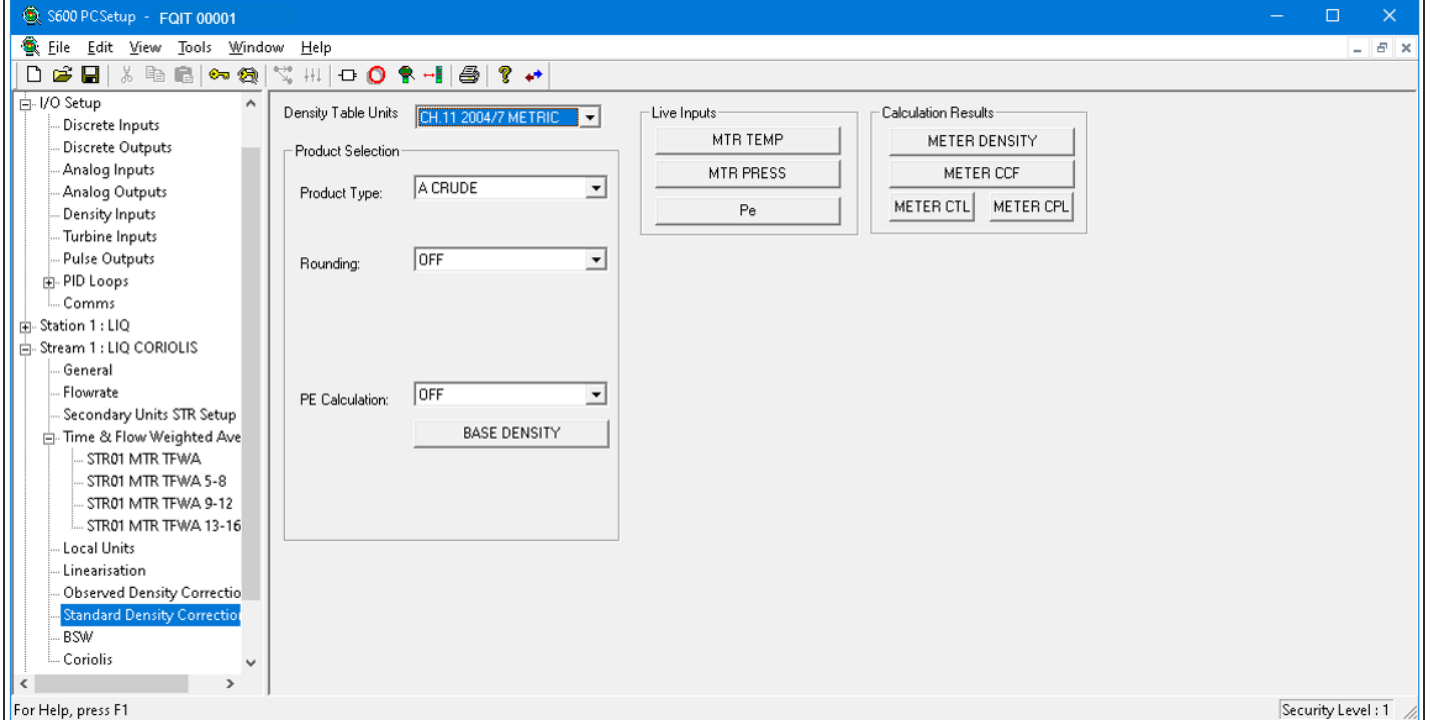 S600 PCSetup - FQIT 00001
File Edit View Tools Window Help
I/O Setup
Discrete Inputs
Discrete Outputs
Analog Inputs
Analog Outputs
Density Inputs
Turbine Inputs
Pulse Outputs
PID Loops
Comms
Station 1 : LIQ
Stream 1 : LIQ CORIOLIS
General
Flowrate
Secondary Units STR Setup
Time & Flow Weighted Ave
STR01 MTR TFWA
STR01 MTR TFWA 5-8
STR01 MTR TFWA 9-12
STR01 MTR TFWA 13-16
Local Units
Linearisation
Observed Density Correctio
Standard Density Correction
BSW
Coriolis
Density Table Units CH.11 2004/7 METRIC
Product Selection
Product Type: A CRUDE
Rounding: OFF
PE Calculation: OFF
BASE DENSITY
Live Inputs
MTR TEMP
MTR PRESS
Pe
Calculation Results
METER DENSITY
METER CCF
METER CTL METER CPL
For Help, press F1
Security Level : 1